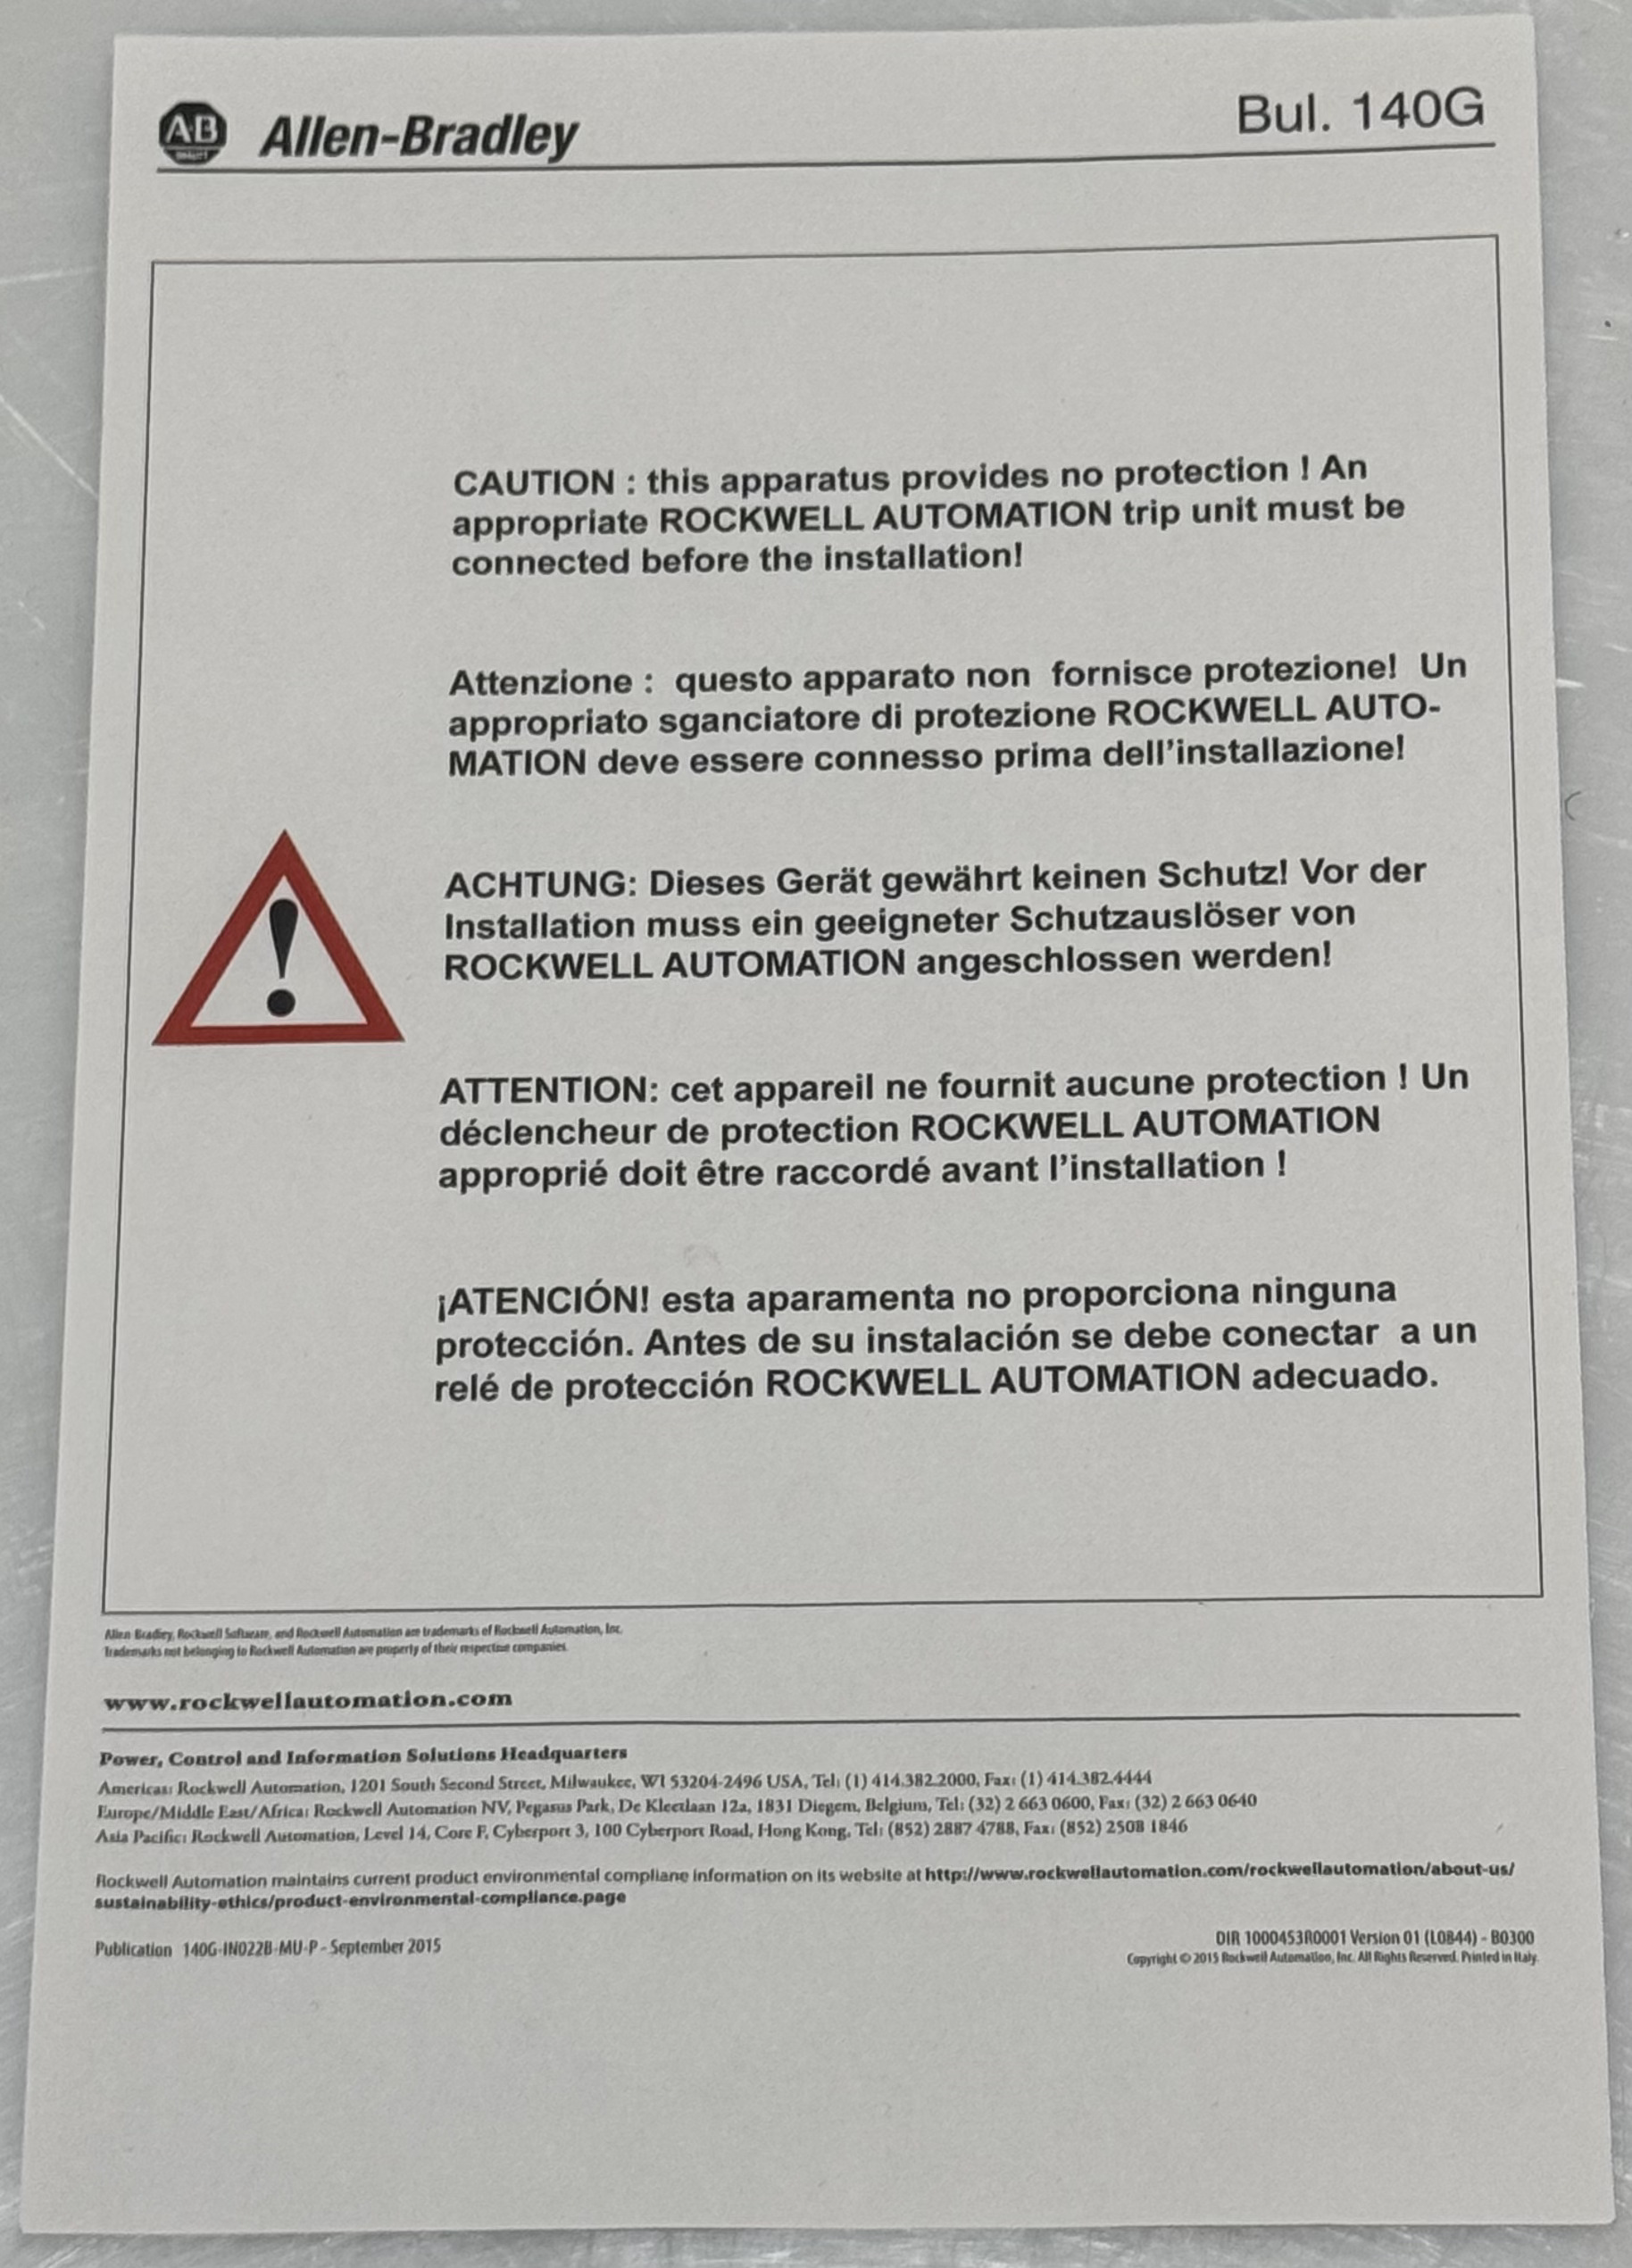 AB
Allen-Bradley
Bul. 140G
CAUTION : this apparatus provides no protection ! An
appropriate ROCKWELL AUTOMATION trip unit must be
connected before the installation!
Attenzione : questo apparato non fornisce protezione! Un
appropriato sganciatore di protezione ROCKWELL AUTO-
MATION deve essere connesso prima dell'installazione!
ACHTUNG: Dieses Gerät gewährt keinen Schutz! Vor der
Installation muss ein geeigneter Schutzauslöser von
ROCKWELL AUTOMATION angeschlossen werden!
ATTENTION: cet appareil ne fournit aucune protection ! Un
déclencheur de protection ROCKWELL AUTOMATION
approprié doit être raccordé avant l'installation !
¡ATENCIÓN! esta aparamenta no proporciona ninguna
protección. Antes de su instalación se debe conectar a un
relé de protección ROCKWELL AUTOMATION adecuado.
Allen-Bradley, Rockwell Software, and Rockwell Automation are trademarks of Rockwell Automation, Inc.
Trademarks not belonging to Rockwell Automation are property of their respective companies.
www.rockwellautomation.com
Power, Control and Information Solutions Headquarters
Americas: Rockwell Automation, 1201 South Second Street, Milwaukee, WI 53204-2496 USA, Tel: (1) 414.382.2000, Fax: (1) 414.382.4444
Europe/Middle East/Africa: Rockwell Automation NV, Pegasus Park, De Kleetlaan 12a, 1831 Diegem, Belgium, Tel: (32) 2 663 0600, Fax: (32) 2 663 0640
Asia Pacific: Rockwell Automation, Level 14, Core F, Cyberport 3, 100 Cyberport Road, Hong Kong, Tel: (852) 2887 4788, Fax: (852) 2508 1846
Rockwell Automation maintains current product environmental compliane information on its website at http://www.rockwellautomation.com/rockwellautomation/about-us/
sustainability-ethics/product-environmental-compliance.page
Publication 140G-IN022B-MU-P - September 2015
DIR 1000453R0001 Version 01 (L0844) - B0300
Copyright © 2015 Rockwell Automation, Inc. All Rights Reserved. Printed in Italy.